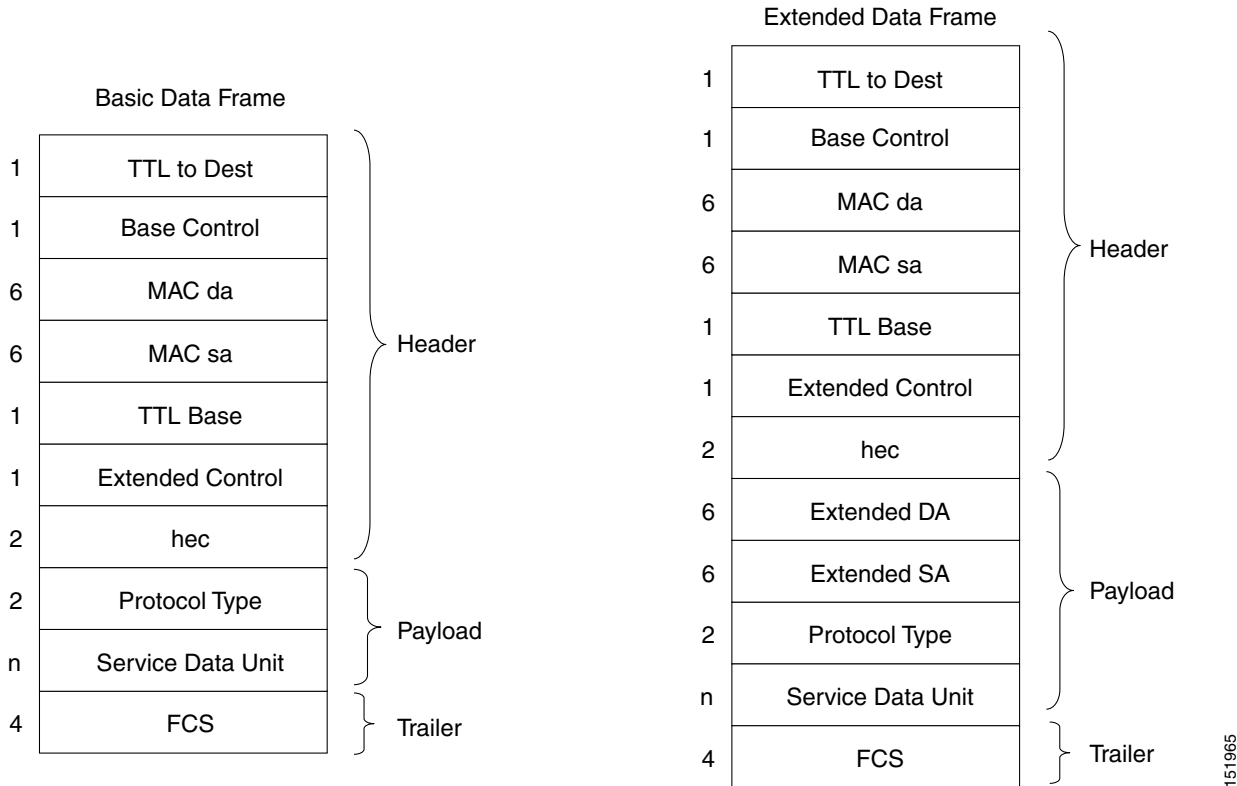 Basic Data Frame
1 TTL to Dest
1 Base Control
6 MAC da
6 MAC sa
1 TTL Base
1 Extended Control
2 hec
2 Protocol Type
n Service Data Unit
4 FCS
Header
Payload
Trailer
Extended Data Frame
1 TTL to Dest
1 Base Control
6 MAC da
6 MAC sa
1 TTL Base
1 Extended Control
2 hec
6 Extended DA
6 Extended SA
2 Protocol Type
n Service Data Unit
4 FCS
Header
Payload
Trailer
151965